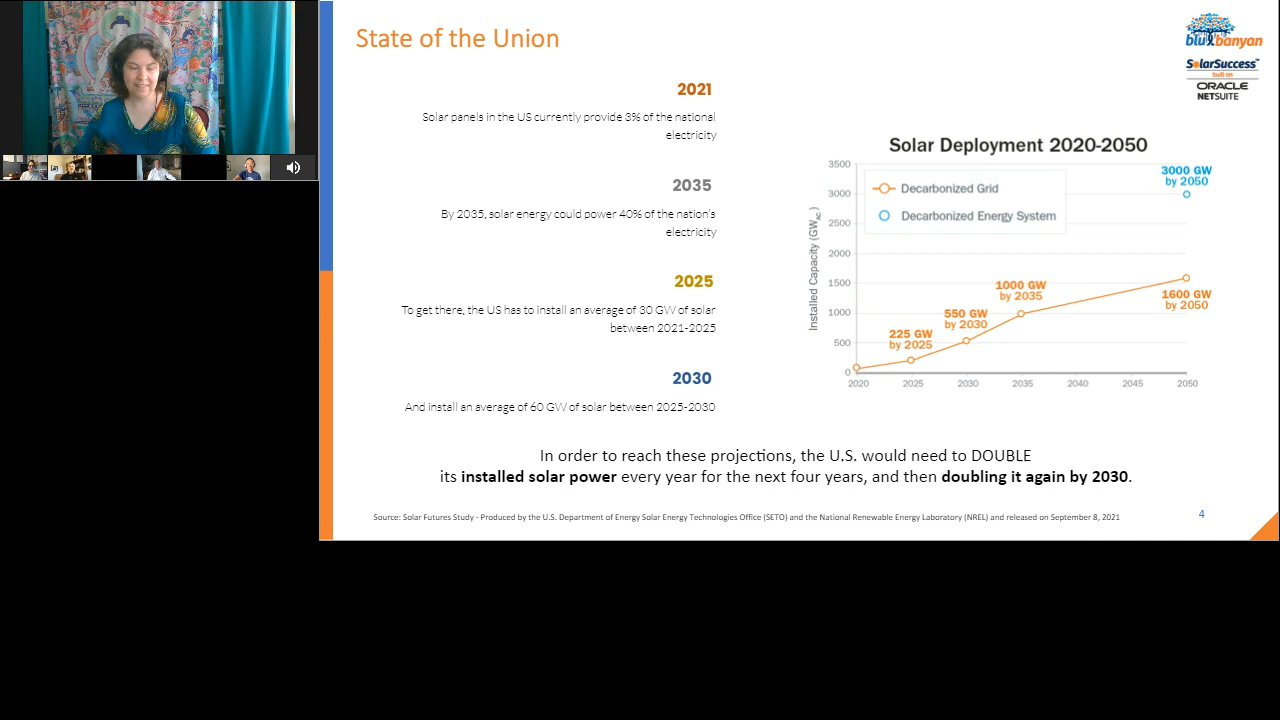 State of the Union
blu banyan
SolarSuccess™
built on
ORACLE
NETSUITE
2021
Solar panels in the US currently provide 3% of the national
electricity
2035
By 2035, solar energy could power 40% of the nation's
electricity
2025
To get there, the US has to install an average of 30 GW of solar
between 2021-2025
2030
And install an average of 60 GW of solar between 2025-2030
Solar Deployment 2020-2050
Installed Capacity (GWAC)
3500
3000
2500
2000
1500
1000
500
0
Decarbonized Grid
Decarbonized Energy System
3000 GW
by 2050
1000 GW
by 2035
550 GW
by 2030
225 GW
by 2025
1600 GW
by 2050
2020 2025 2030 2035 2040 2045 2050
In order to reach these projections, the U.S. would need to DOUBLE
its installed solar power every year for the next four years, and then doubling it again by 2030.
Source: Solar Futures Study - Produced by the U.S. Department of Energy Solar Energy Technologies Office (SETO) and the National Renewable Energy Laboratory (NREL) and released on September 8, 2021
4